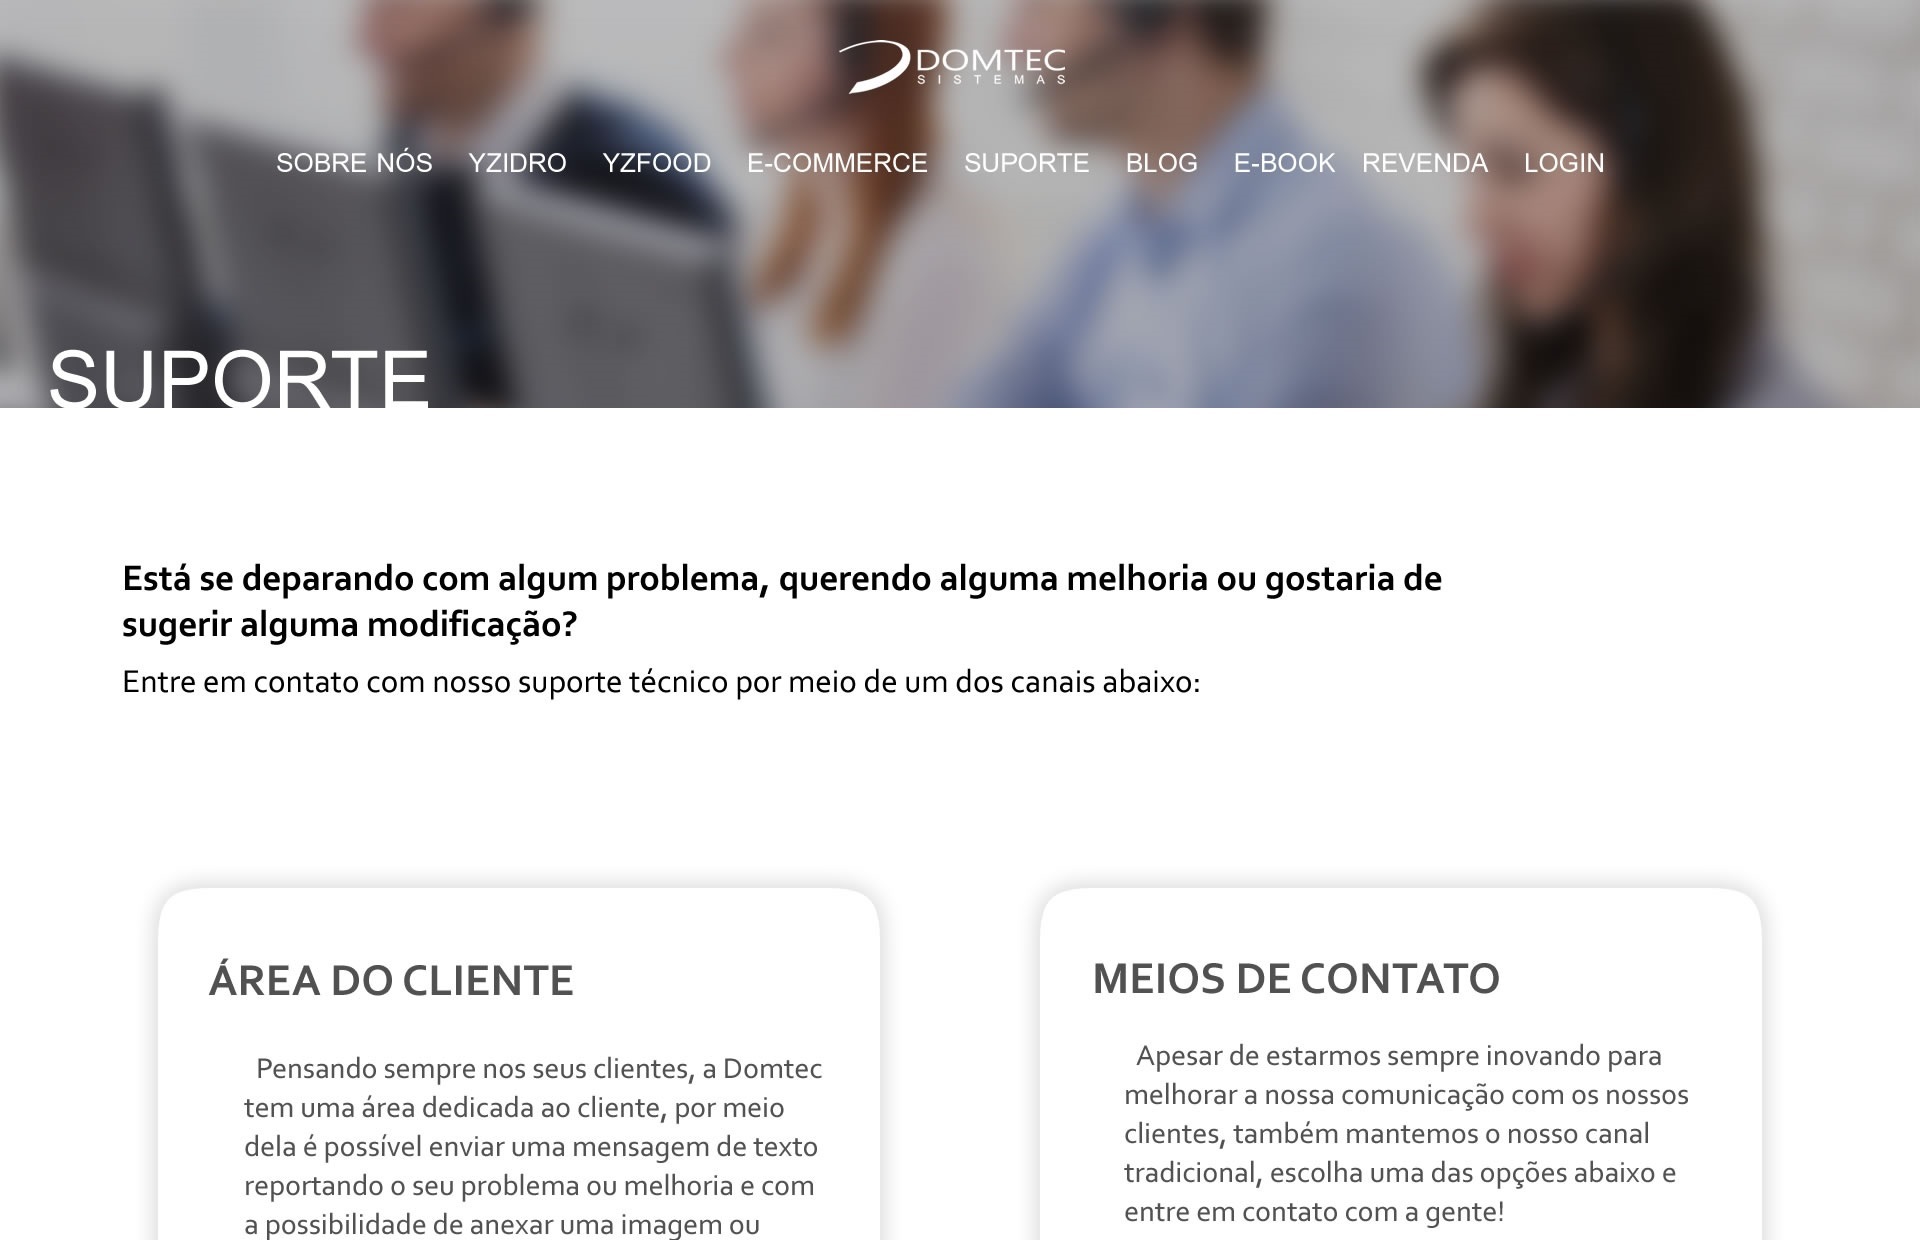 DOMTEC
SISTEMAS
SOBRE NÓS YZIDRO YZFOOD E-COMMERCE SUPORTE BLOG E-BOOK REVENDA LOGIN
SUPORTE
Está se deparando com algum problema, querendo alguma melhoria ou gostaria de
sugerir alguma modificação?
Entre em contato com nosso suporte técnico por meio de um dos canais abaixo:
ÁREA DO CLIENTE
Pensando sempre nos seus clientes, a Domtec
tem uma área dedicada ao cliente, por meio
dela é possível enviar uma mensagem de texto
reportando o seu problema ou melhoria e com
a possibilidade de anexar uma imagem ou
MEIOS DE CONTATO
Apesar de estarmos sempre inovando para
melhorar a nossa comunicação com os nossos
clientes, também mantemos o nosso canal
tradicional, escolha uma das opções abaixo e
entre em contato com a gente!